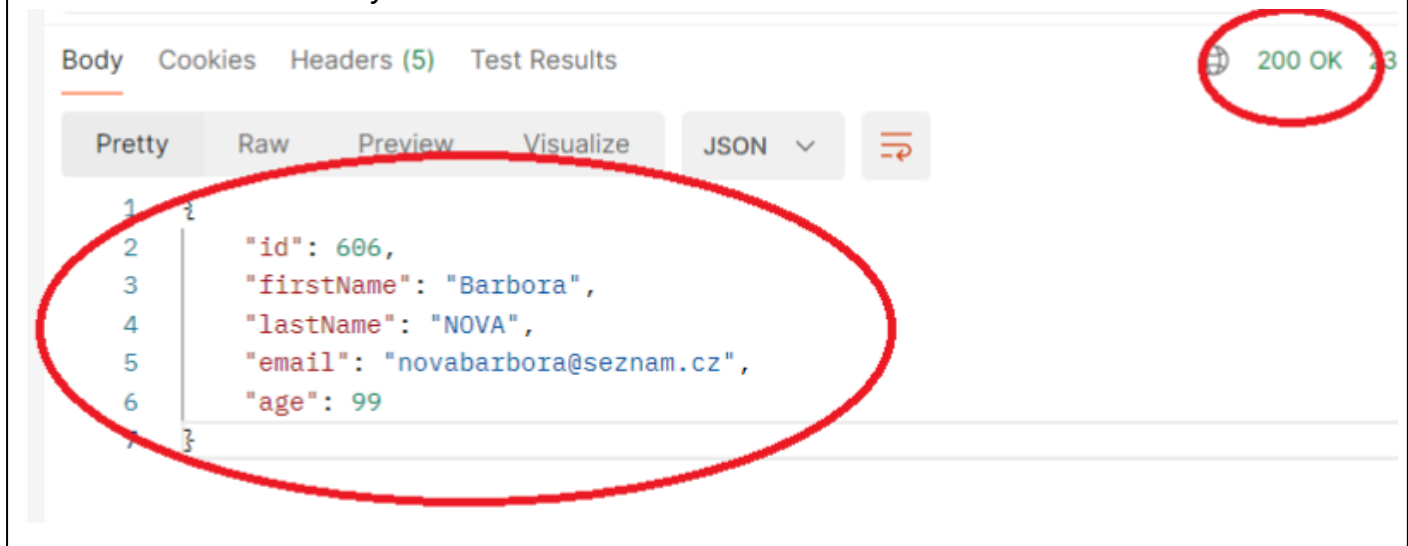 Body Cookies Headers (5) Test Results 200 OK
Pretty Raw Preview Visualize JSON
1 {
2 "id": 606,
3 "firstName": "Barbora",
4 "lastName": "NOVA",
5 "email": "novabarbora@seznam.cz",
6 "age": 99
7 }